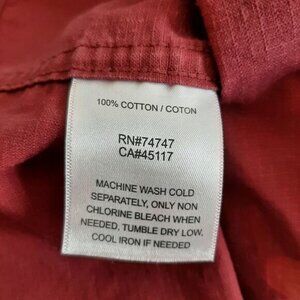 100% COTTON / COTON
RN#74747
CA#45117
MACHINE WASH COLD
SEPARATELY, ONLY NON
CHLORINE BLEACH WHEN
NEEDED, TUMBLE DRY LOW.
COOL IRON IF NEEDED